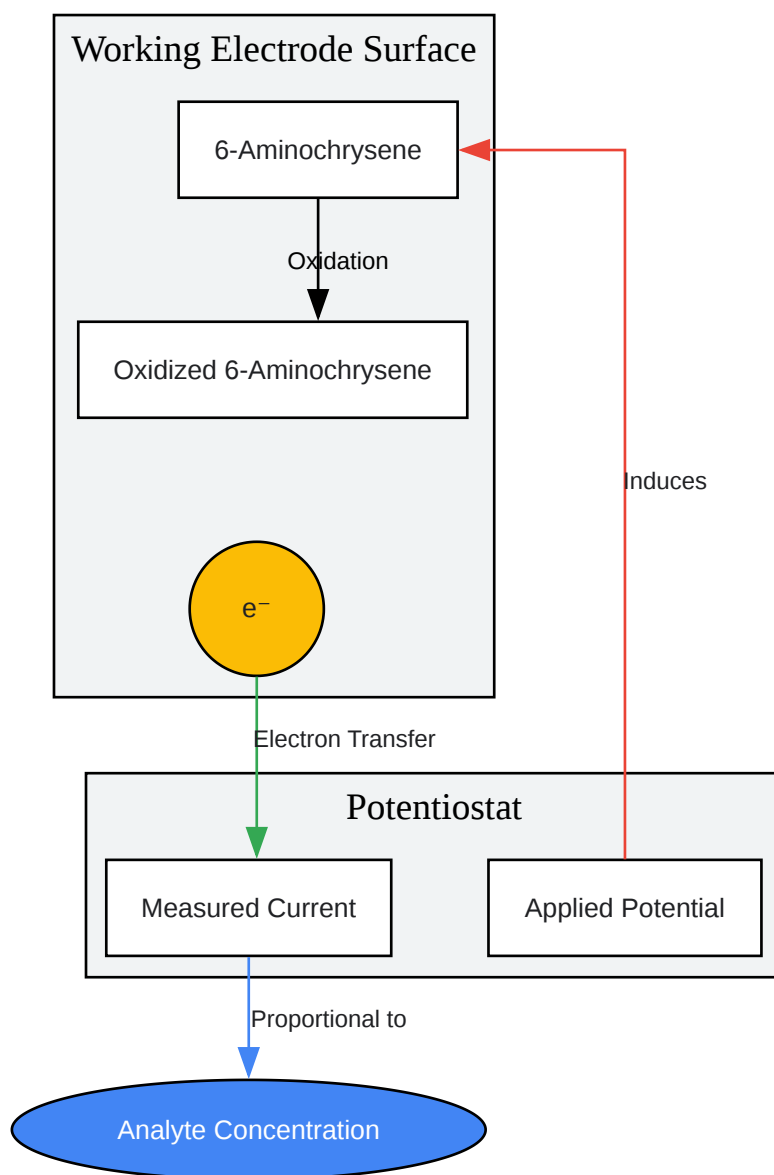 Working Electrode Surface
6-Aminochrysene
Oxidation
Oxidized 6-Aminochrysene
Induces
e⁻
Electron Transfer
Potentiostat
Measured Current
Applied Potential
Proportional to
Analyte Concentration